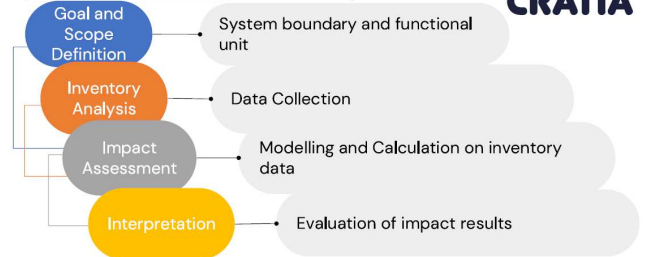 CRATIA
Goal and
Scope
Definition
System boundary and functional
unit
Inventory
Analysis
Data Collection
Impact
Assessment
Modelling and Calculation on inventory
data
Interpretation
Evaluation of impact results